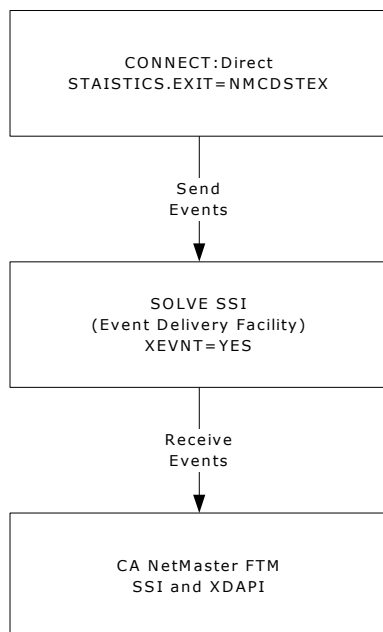 CONNECT:Direct
STAISTICS.EXIT=NMCDSTEX
Send
Events
SOLVE SSI
(Event Delivery Facility)
XEVNT=YES
Receive
Events
CA NetMaster FTM
SSI and XDAPI